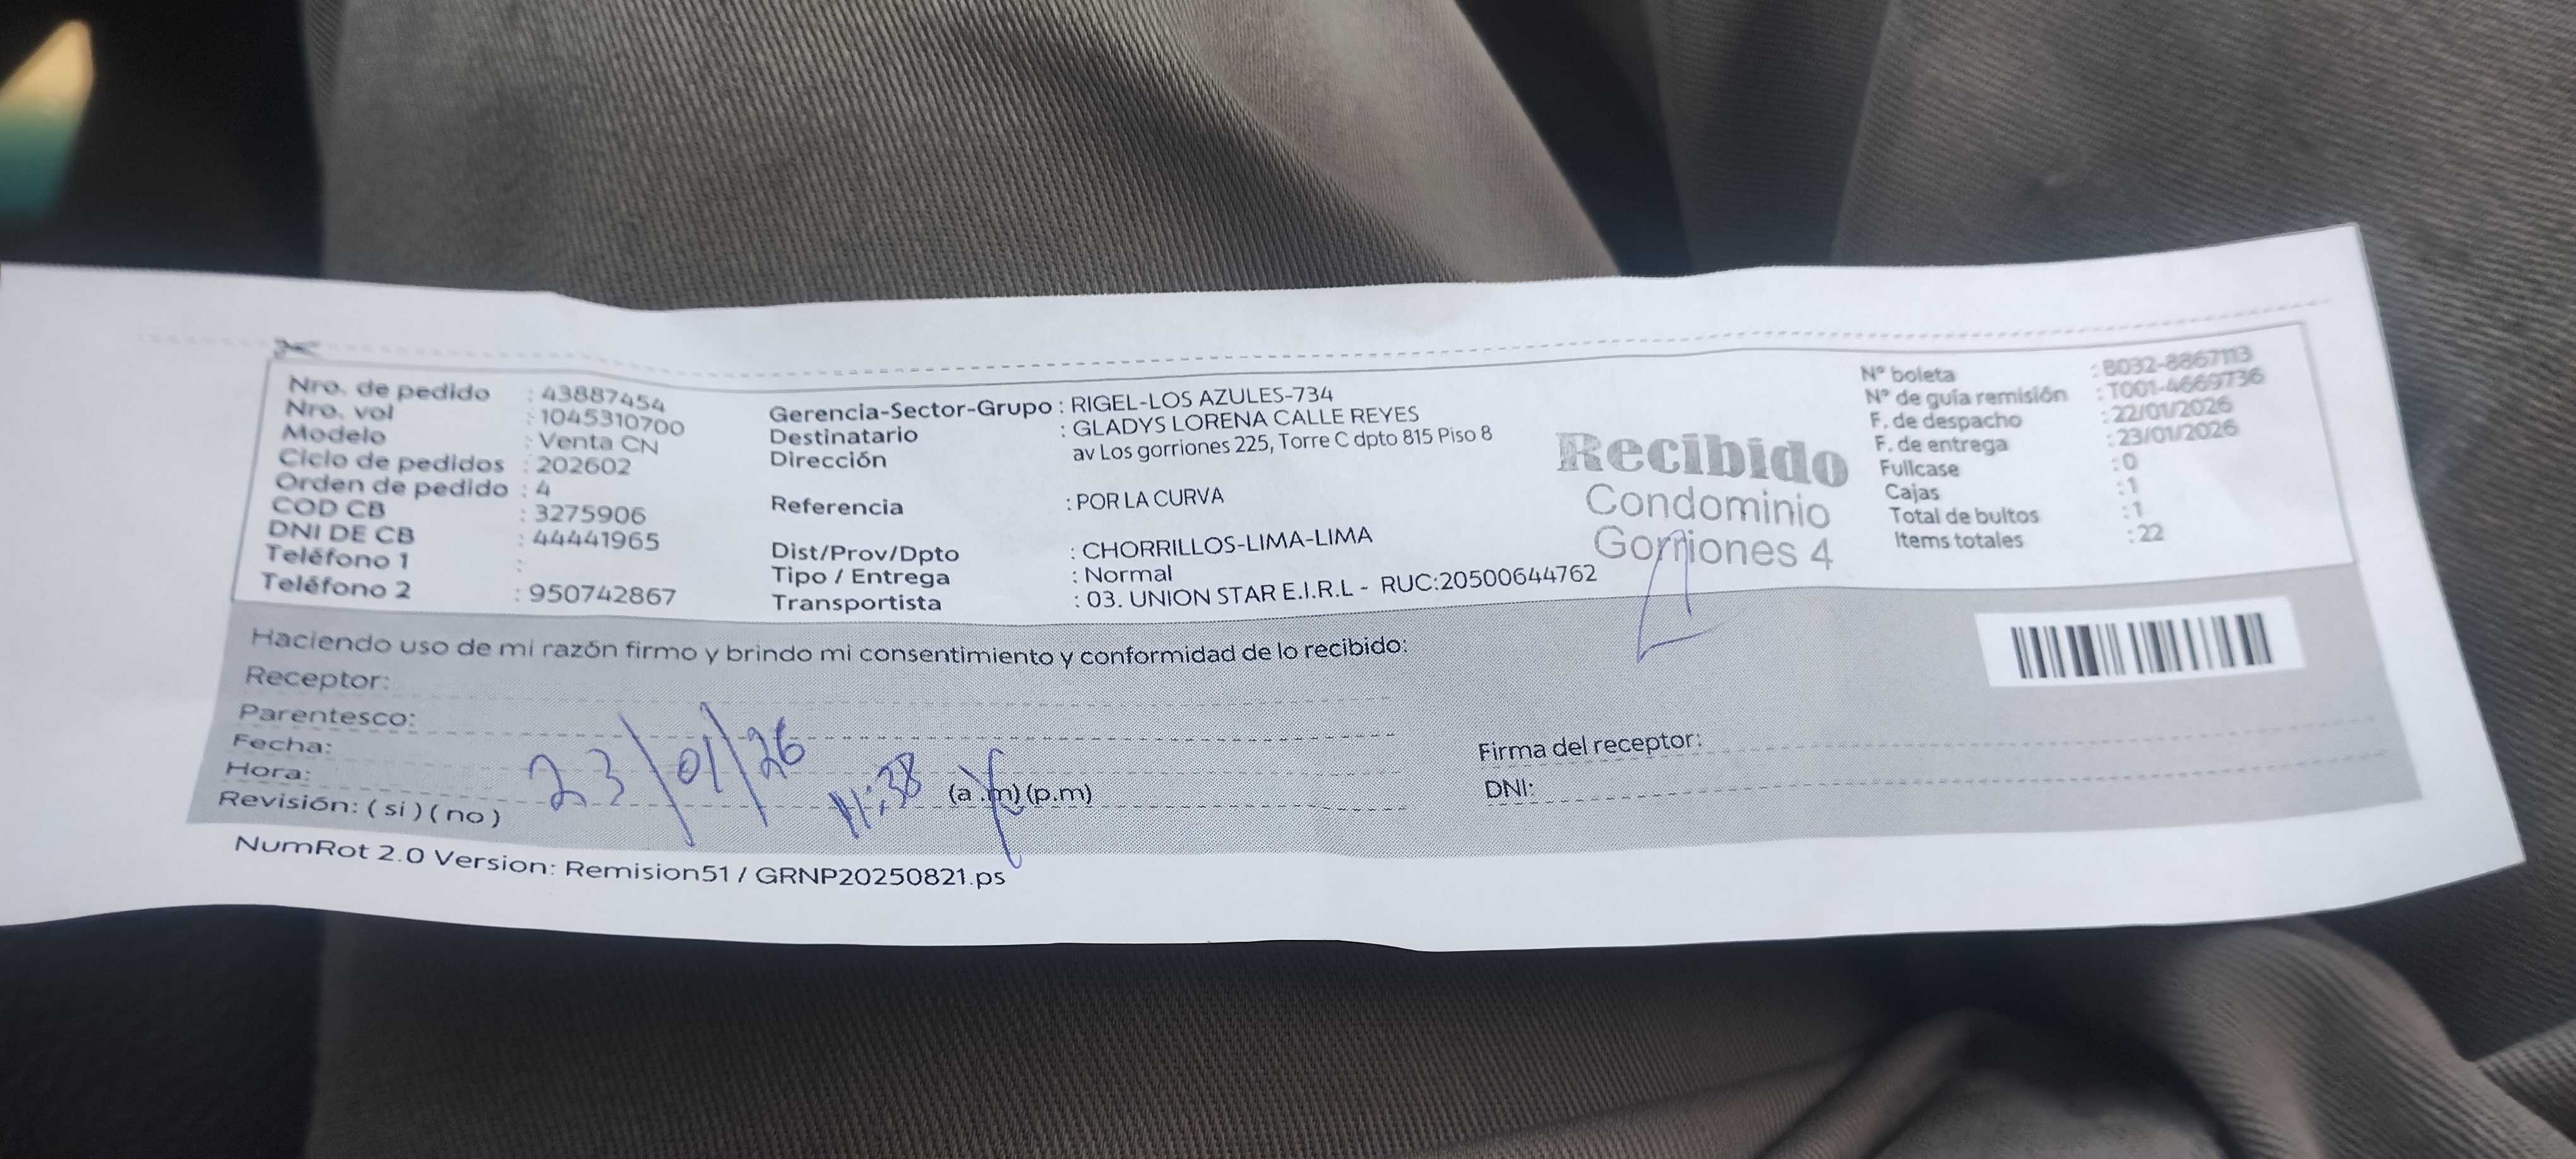 Nro. de pedido : 43887454
Nro. vol : 1045310700
Modelo : Venta CN
Ciclo de pedidos : 202602
Orden de pedido : 4
COD CB : 3275906
DNI DE CB : 44441965
Teléfono 1 :
Teléfono 2 : 950742867
Gerencia-Sector-Grupo : RIGEL-LOS AZULES-734
Destinatario : GLADYS LORENA CALLE REYES
Dirección av Los gorriones 225, Torre C dpto 815 Piso 8
Referencia : POR LA CURVA
Dist/Prov/Dpto : CHORRILLOS-LIMA-LIMA
Tipo / Entrega : Normal
Transportista : 03. UNION STAR E.I.R.L - RUC:20500644762
Recibido
Condominio
Gorriones 4
N° boleta : B032-8867113
N° de guía remisión : T001-4669736
F. de despacho : 22/01/2026
F. de entrega : 23/01/2026
Fullcase : 0
Cajas : 1
Total de bultos : 1
Items totales : 22
Haciendo uso de mi razón firmo y brindo mi consentimiento y conformidad de lo recibido:
Receptor:
Parentesco:
Fecha: 23/01/26
Hora: 11:38 (a.m) (p.m)
Revisión: ( si ) ( no )
Firma del receptor:
DNI:
NumRot 2.0 Version: Remision51 / GRNP20250821.ps